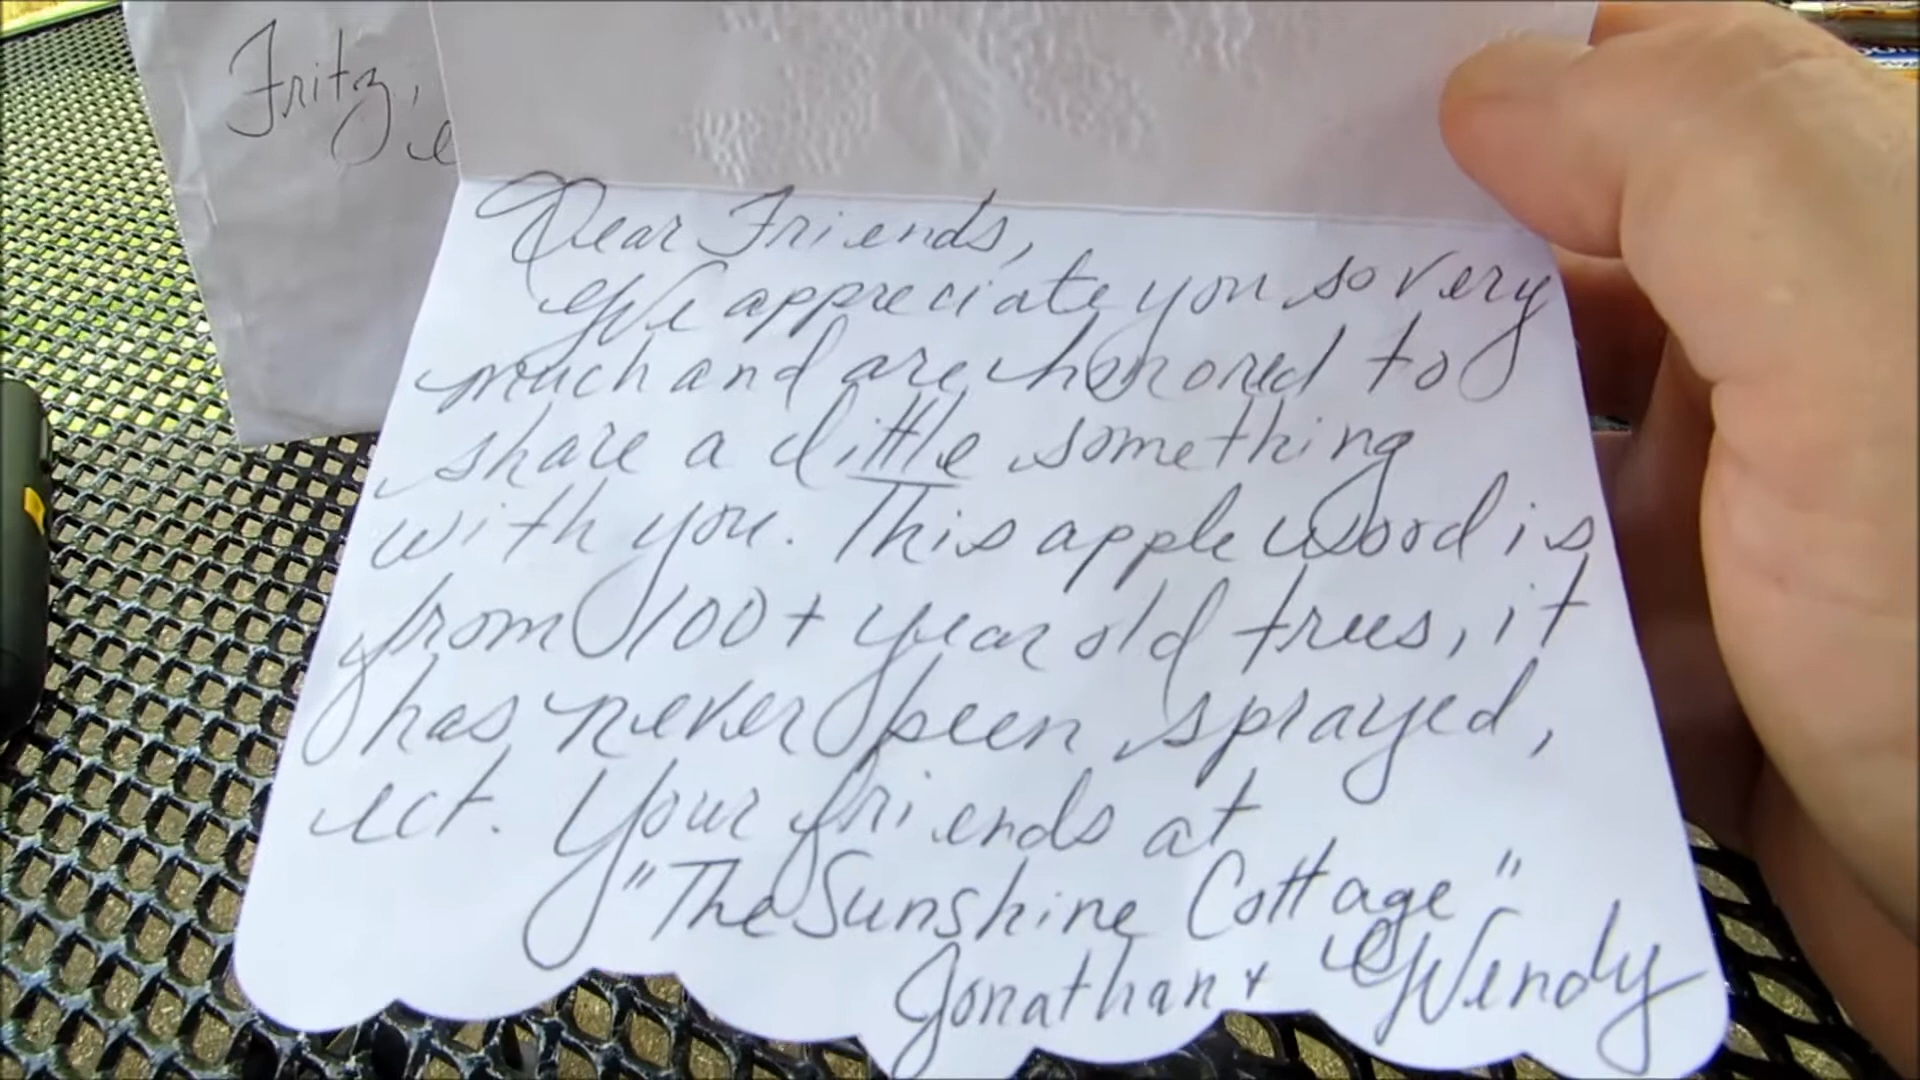 Fritz,
Dear Friends,
We appreciate you so very
much and are honored to
share a little something
with you. This apple wood is
from 100+ year old trees, it
has never been sprayed,
ect. Your friends at
"The Sunshine Cottage"
Jonathan + Wendy